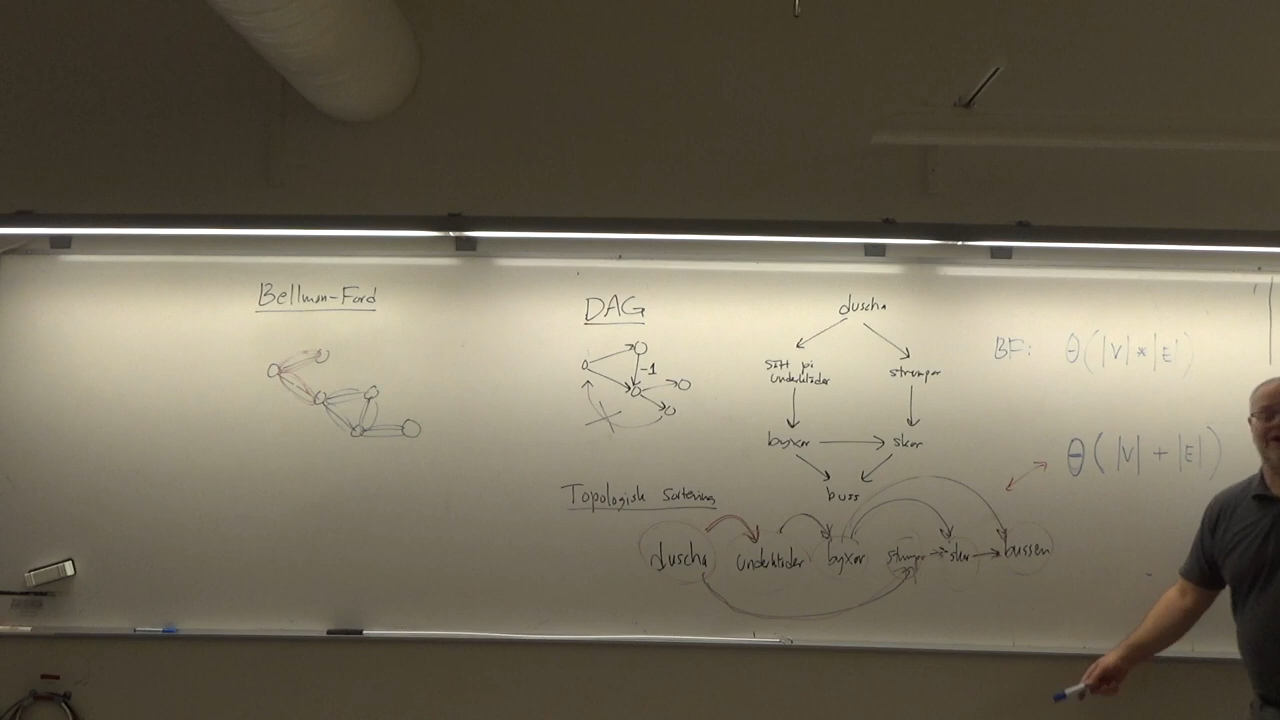 Bellman-Ford
DAG
-1
duscha
sätt på
underkläder
strumpor
byxor
skor
buss
BF: Θ(|V| * |E|)
Θ(|V| + |E|)
Topologisk sortering
duscha underkläder byxor strumpor skor bussen